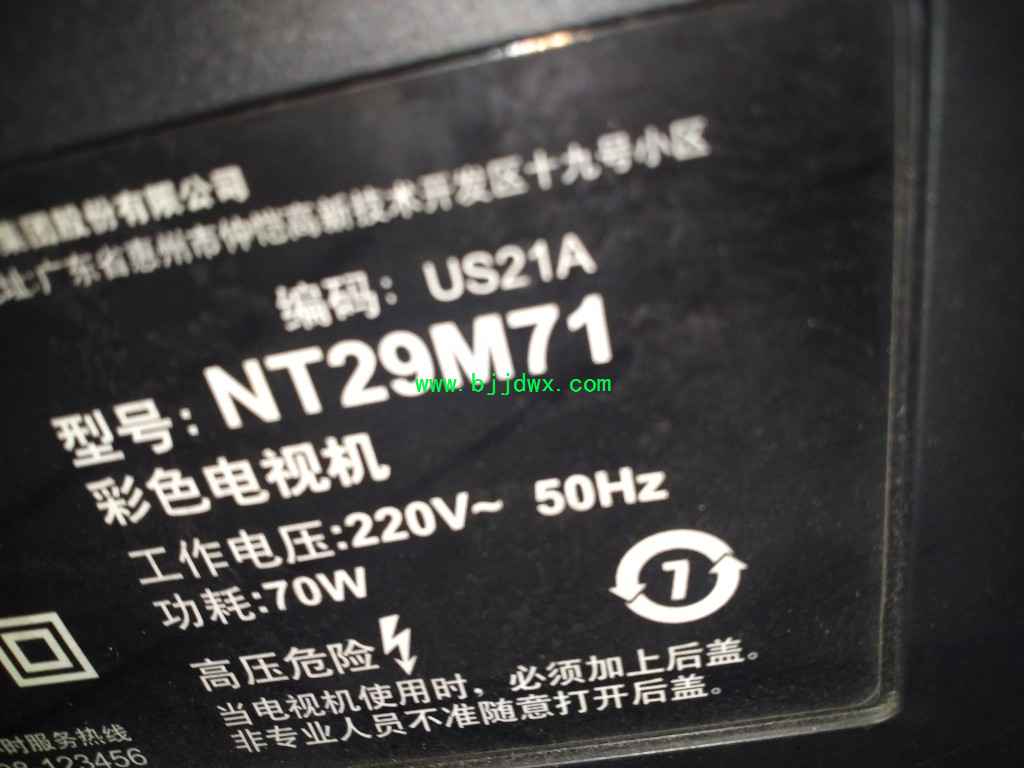 集团股份有限公司
址:广东省惠州市仲恺高新技术开发区十九号小区
编码: US21A
型号: NT29M71
www.bjjdwx.com
彩色电视机
工作电压:220V~ 50Hz
功耗:70W
7
高压危险
当电视机使用时，必须加上后盖。
非专业人员不准随意打开后盖。
时服务热线
123456